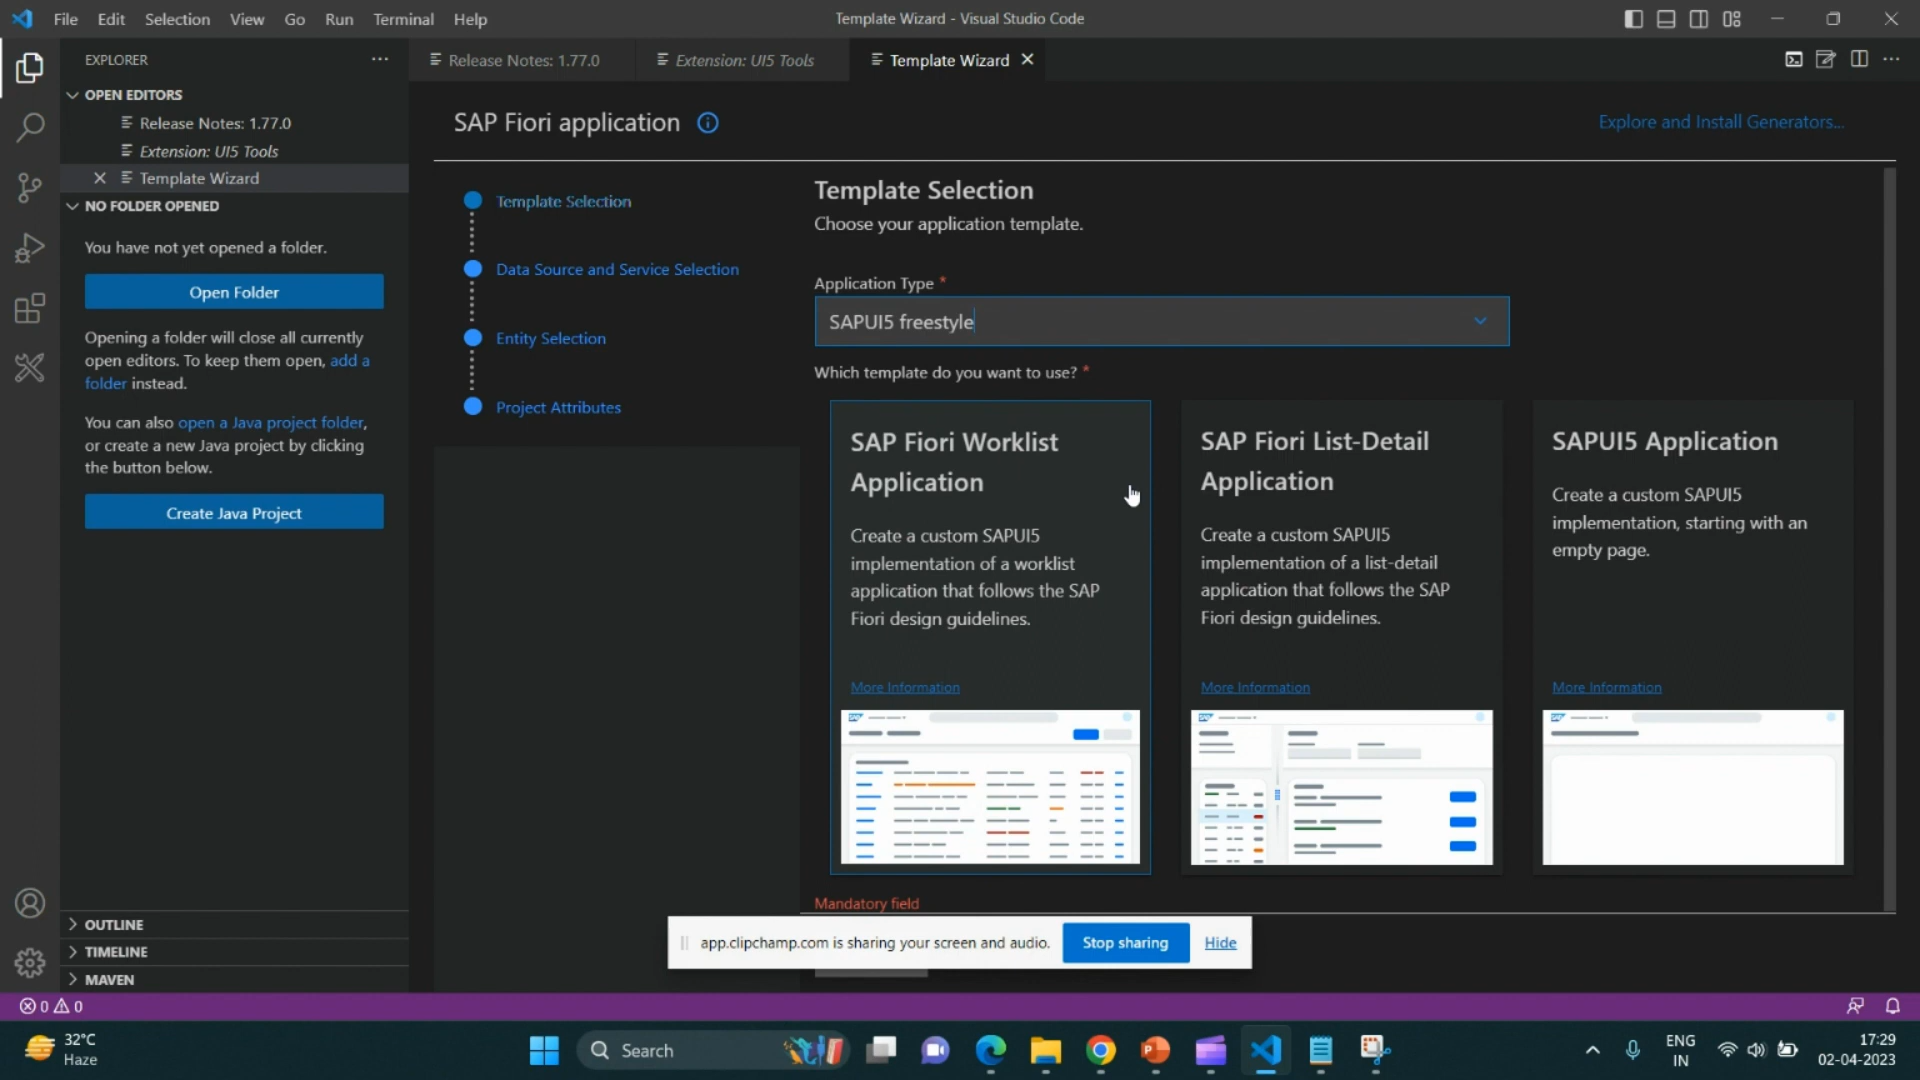 File Edit Selection View Go Run Terminal Help
Template Wizard - Visual Studio Code
EXPLORER
OPEN EDITORS
Release Notes: 1.77.0
Extension: UI5 Tools
Template Wizard
NO FOLDER OPENED
You have not yet opened a folder.
Open Folder
Opening a folder will close all currently
open editors. To keep them open, add a
folder instead.
You can also open a Java project folder,
or create a new Java project by clicking
the button below.
Create Java Project
OUTLINE
TIMELINE
MAVEN
Release Notes: 1.77.0
Extension: UI5 Tools
Template Wizard
SAP Fiori application
Explore and Install Generators...
Template Selection
Data Source and Service Selection
Entity Selection
Project Attributes
Template Selection
Choose your application template.
Application Type *
SAPUI5 freestyle
Which template do you want to use? *
SAP Fiori Worklist
Application
Create a custom SAPUI5
implementation of a worklist
application that follows the SAP
Fiori design guidelines.
More Information
SAP
SAP Fiori List-Detail
Application
Create a custom SAPUI5
implementation of a list-detail
application that follows the SAP
Fiori design guidelines.
More Information
SAP
SAPUI5 Application
Create a custom SAPUI5
implementation, starting with an
empty page.
More Information
SAP
Mandatory field
app.clipchamp.com is sharing your screen and audio.
Stop sharing
Hide
0 0
32°C
Haze
Search
ENG
IN
17:29
02-04-2023